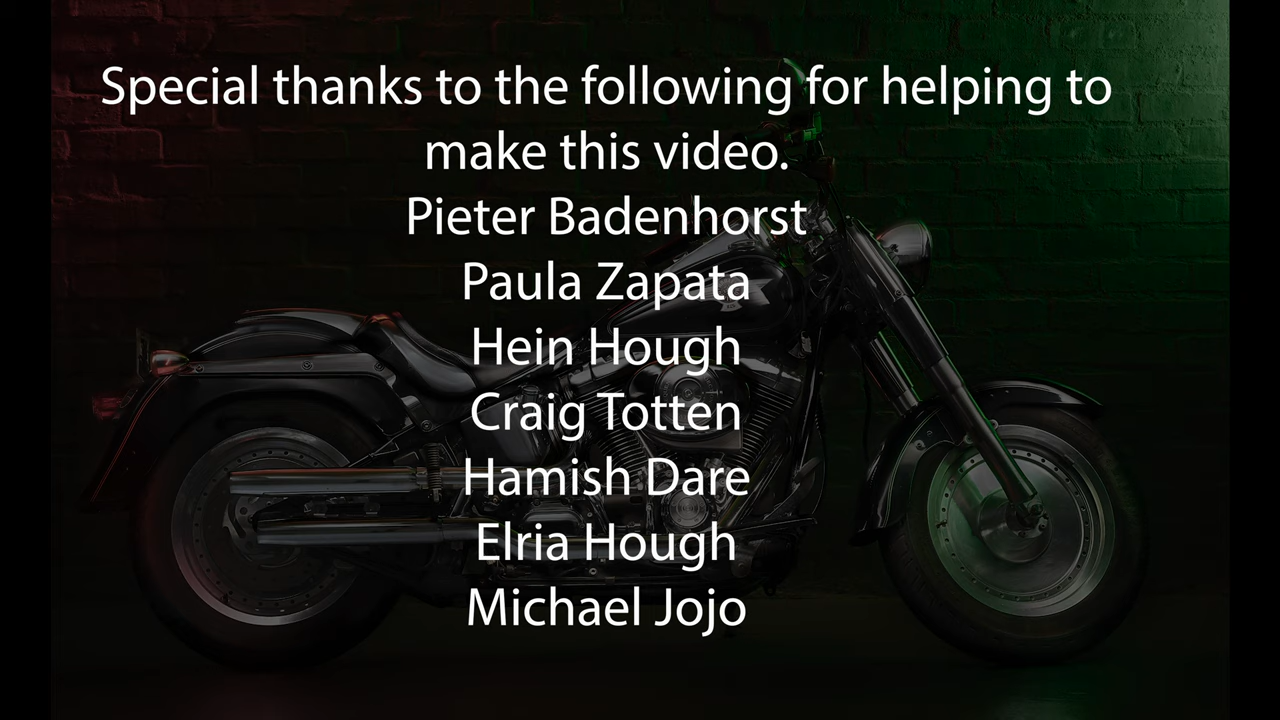 Special thanks to the following for helping to
make this video.
Pieter Badenhorst
Paula Zapata
Hein Hough
Craig Totten
Hamish Dare
Elria Hough
Michael Jojo